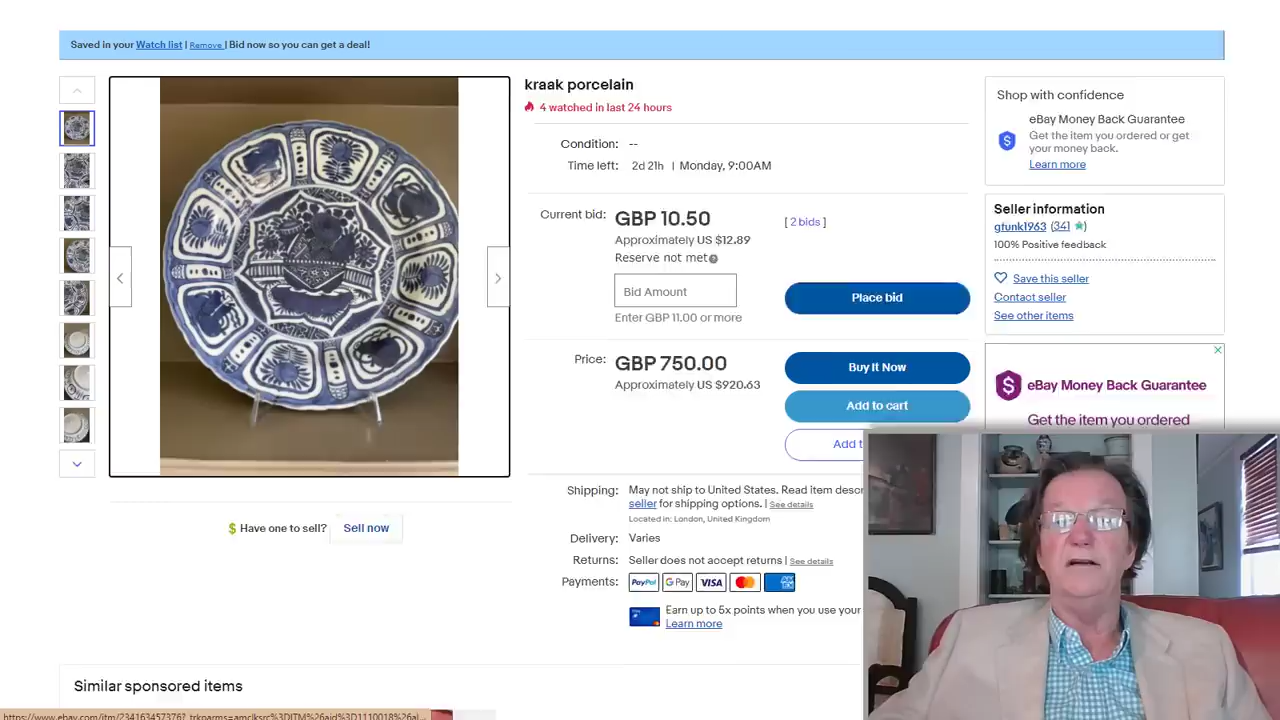 Saved in your Watch list | Remove | Bid now so you can get a deal!
kraak porcelain
4 watched in last 24 hours
Condition: --
Time left: 2d 21h | Monday, 9:00AM
Current bid: GBP 10.50 [ 2 bids ]
Approximately US $12.89
Reserve not met
Bid Amount
Place bid
Enter GBP 11.00 or more
Price: GBP 750.00
Buy It Now
Approximately US $920.63
Add to cart
Add t
Shipping: May not ship to United States. Read item descr
seller for shipping options. | See details
Located in: London, United Kingdom
Delivery: Varies
Returns: Seller does not accept returns | See details
Payments: PayPal G Pay VISA
Earn up to 5x points when you use your
Learn more
Have one to sell? Sell now
Shop with confidence
eBay Money Back Guarantee
Get the item you ordered or get
your money back.
Learn more
Seller information
gfunk1963 (341)
100% Positive feedback
Save this seller
Contact seller
See other items
eBay Money Back Guarantee
Get the item you ordered
Similar sponsored items